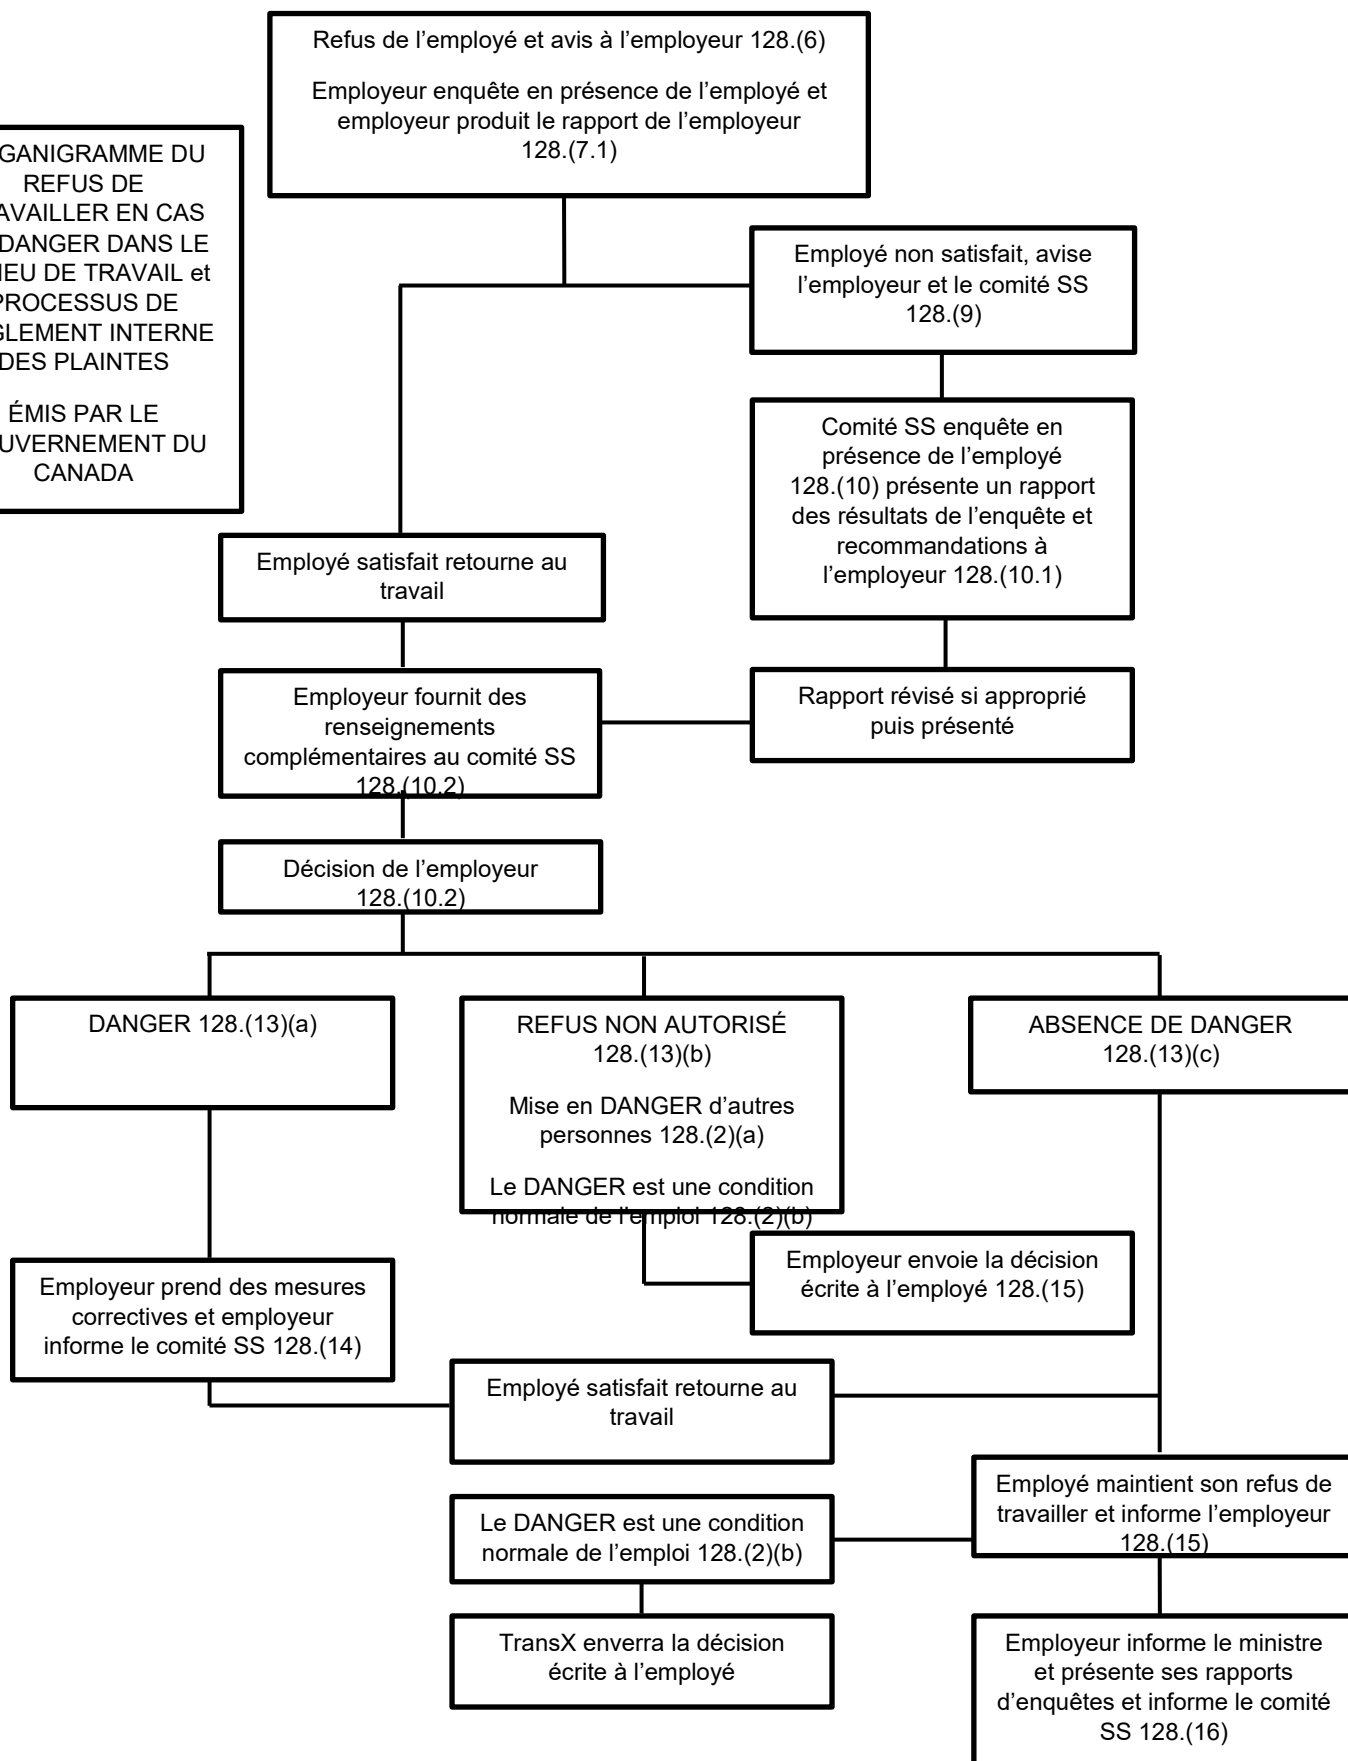 Refus de l’employé et avis à l’employeur 128.(6)
Employeur enquête en présence de l’employé et
employeur produit le rapport de l’employeur
128.(7.1)
GANIGRAMME DU
REFUS DE
AVAILLER EN CAS
DANGER DANS LE
IEU DE TRAVAIL et
PROCESSUS DE
GLEMENT INTERNE
DES PLAINTES
ÉMIS PAR LE
UVERNEMENT DU
CANADA
Employé non satisfait, avise
l’employeur et le comité SS
128.(9)
Comité SS enquête en
présence de l’employé
128.(10) présente un rapport
des résultats de l’enquête et
recommandations à
l’employeur 128.(10.1)
Employé satisfait retourne au
travail
Employeur fournit des
renseignements
complémentaires au comité SS
128.(10.2)
Rapport révisé si approprié
puis présenté
Décision de l’employeur
128.(10.2)
DANGER 128.(13)(a)
REFUS NON AUTORISÉ
128.(13)(b)
Mise en DANGER d’autres
personnes 128.(2)(a)
Le DANGER est une condition
normale de l’emploi 128.(2)(b)
ABSENCE DE DANGER
128.(13)(c)
Employeur envoie la décision
écrite à l’employé 128.(15)
Employeur prend des mesures
correctives et employeur
informe le comité SS 128.(14)
Employé satisfait retourne au
travail
Employé maintient son refus de
travailler et informe l’employeur
128.(15)
Le DANGER est une condition
normale de l’emploi 128.(2)(b)
TransX enverra la décision
écrite à l’employé
Employeur informe le ministre
et présente ses rapports
d’enquêtes et informe le comité
SS 128.(16)